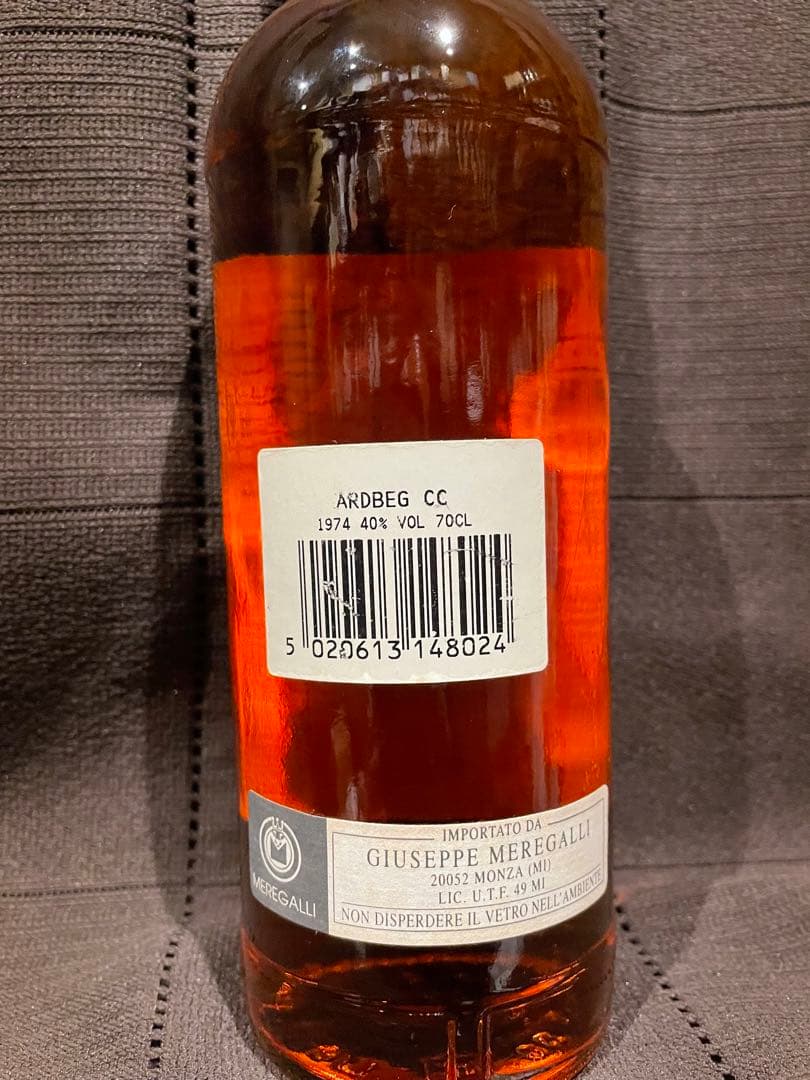 ARDBEG CC
1974 40% VOL 70CL
5 020613 148024
MEREGALLI
IMPORTATO DA
GIUSEPPE MEREGALLI
20052 MONZA (MI)
LIC. U.T.F. 49 MI
NON DISPERDERE IL VETRO NELL'AMBIENTE